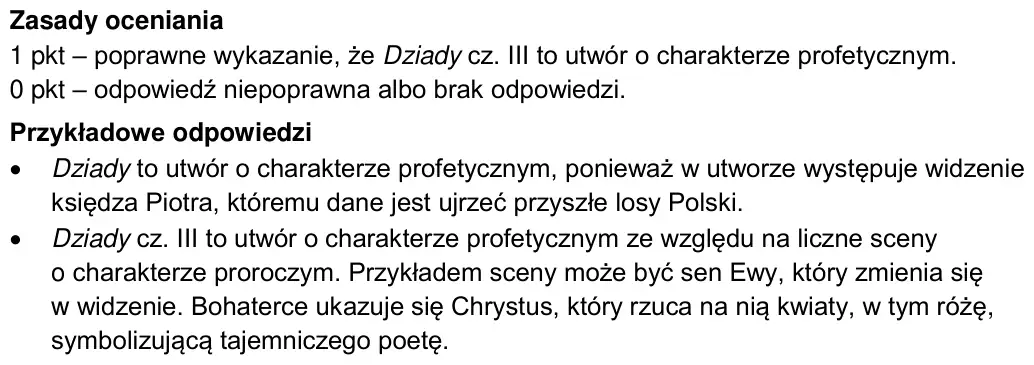 Zasady oceniania
1 pkt – poprawne wykazanie, że Dziady cz. III to utwór o charakterze profetycznym.
0 pkt – odpowiedź niepoprawna albo brak odpowiedzi.
Przykładowe odpowiedzi
• Dziady to utwór o charakterze profetycznym, ponieważ w utworze występuje widzenie
księdza Piotra, któremu dane jest ujrzeć przyszłe losy Polski.
• Dziady cz. III to utwór o charakterze profetycznym ze względu na liczne sceny
o charakterze proroczym. Przykładem sceny może być sen Ewy, który zmienia się
w widzenie. Bohaterce ukazuje się Chrystus, który rzuca na nią kwiaty, w tym różę,
symbolizującą tajemniczego poetę.